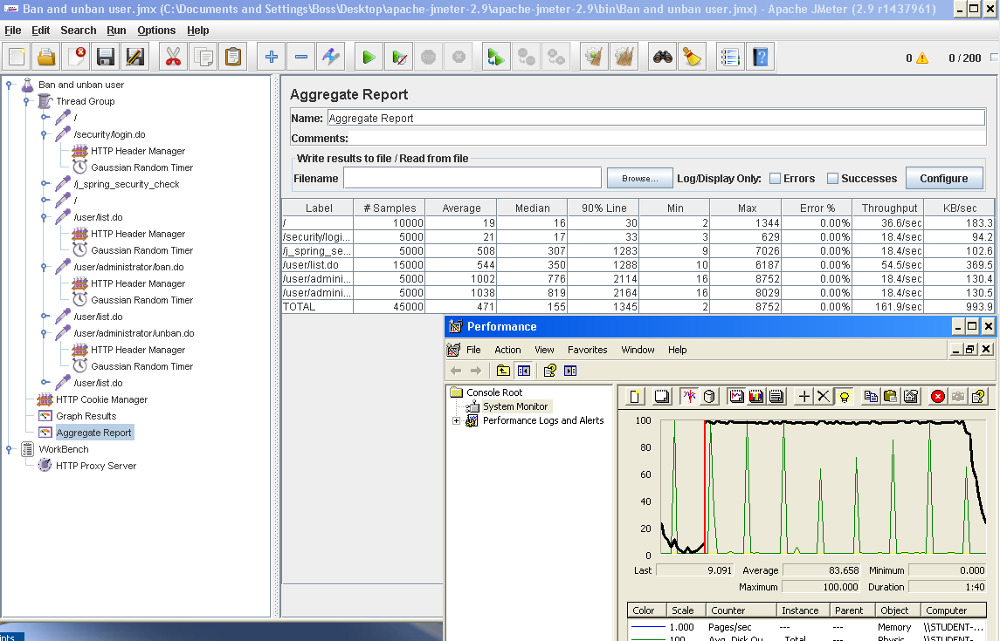 Ban and unban user.jmx (C:\Documents and Settings\Boss\Desktop\apache-jmeter-2.9\apache-jmeter-2.9\bin\Ban and unban user.jmx) - Apache JMeter (2.9 r1437961)
File Edit Search Run Options Help
0 0 / 200
Ban and unban user
Thread Group
/
/security/login.do
HTTP Header Manager
Gaussian Random Timer
/j_spring_security_check
/
/user/list.do
HTTP Header Manager
Gaussian Random Timer
/user/administrator/ban.do
HTTP Header Manager
Gaussian Random Timer
/user/list.do
/user/administrator/unban.do
HTTP Header Manager
Gaussian Random Timer
/user/list.do
HTTP Cookie Manager
Graph Results
Aggregate Report
WorkBench
HTTP Proxy Server
Aggregate Report
Name: Aggregate Report
Comments:
Write results to file / Read from file
Filename Browse... Log/Display Only: Errors Successes Configure
Label # Samples Average Median 90% Line Min Max Error % Throughput KB/sec
/ 10000 19 16 30 2 1344 0.00% 36.6/sec 183.3
/security/logi... 5000 21 17 33 3 629 0.00% 18.4/sec 94.2
/j_spring_se... 5000 508 307 1283 9 7026 0.00% 18.4/sec 102.6
/user/list.do 15000 544 350 1288 10 6187 0.00% 54.5/sec 369.5
/user/admini... 5000 1002 776 2114 16 8752 0.00% 18.4/sec 130.4
/user/admini... 5000 1038 819 2164 16 8029 0.00% 18.4/sec 130.5
TOTAL 45000 471 155 1345 2 8752 0.00% 161.9/sec 993.9
Performance
File Action View Favorites Window Help
Console Root
System Monitor
Performance Logs and Alerts
100
80
60
40
20
0
Last 9.091 Average 83.658 Minimum 0.000
Maximum 100.000 Duration 1:40
Color Scale Counter Instance Parent Object Computer
1.000 Pages/sec --- --- Memory \\STUDENT-...
100 Avg. Disk Qu Total --- Physic \\STUDENT-